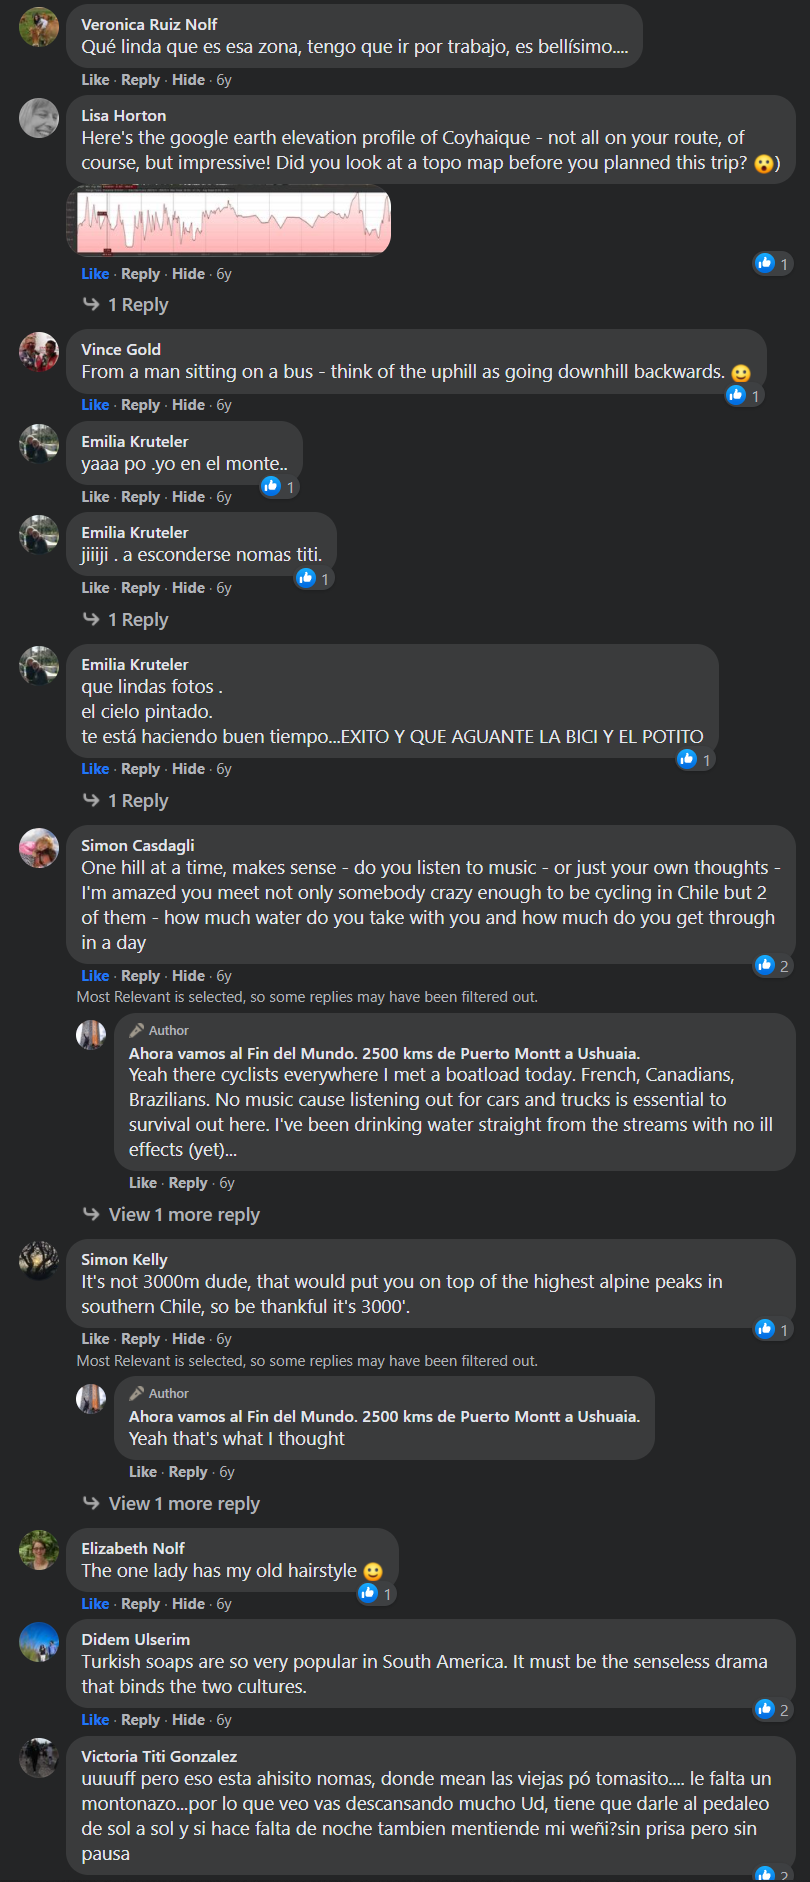 Veronica Ruiz Nolf
Qué linda que es esa zona, tengo que ir por trabajo, es bellísimo....
Like · Reply · Hide · 6y
Lisa Horton
Here's the google earth elevation profile of Coyhaique - not all on your route, of
course, but impressive! Did you look at a topo map before you planned this trip? 😮)
1
Like · Reply · Hide · 6y
1 Reply
Vince Gold
From a man sitting on a bus - think of the uphill as going downhill backwards. 🙂
1
Like · Reply · Hide · 6y
Emilia Kruteler
yaaa po .yo en el monte..
1
Like · Reply · Hide · 6y
Emilia Kruteler
jiiiji . a esconderse nomas titi.
1
Like · Reply · Hide · 6y
1 Reply
Emilia Kruteler
que lindas fotos .
el cielo pintado.
te está haciendo buen tiempo...EXITO Y QUE AGUANTE LA BICI Y EL POTITO
1
Like · Reply · Hide · 6y
1 Reply
Simon Casdagli
One hill at a time, makes sense - do you listen to music - or just your own thoughts -
I'm amazed you meet not only somebody crazy enough to be cycling in Chile but 2
of them - how much water do you take with you and how much do you get through
in a day
2
Like · Reply · Hide · 6y
Most Relevant is selected, so some replies may have been filtered out.
Author
Ahora vamos al Fin del Mundo. 2500 kms de Puerto Montt a Ushuaia.
Yeah there cyclists everywhere I met a boatload today. French, Canadians,
Brazilians. No music cause listening out for cars and trucks is essential to
survival out here. I've been drinking water straight from the streams with no ill
effects (yet)...
Like · Reply · 6y
View 1 more reply
Simon Kelly
It's not 3000m dude, that would put you on top of the highest alpine peaks in
southern Chile, so be thankful it's 3000'.
1
Like · Reply · Hide · 6y
Most Relevant is selected, so some replies may have been filtered out.
Author
Ahora vamos al Fin del Mundo. 2500 kms de Puerto Montt a Ushuaia.
Yeah that's what I thought
Like · Reply · 6y
View 1 more reply
Elizabeth Nolf
The one lady has my old hairstyle 😀
1
Like · Reply · Hide · 6y
Didem Ulserim
Turkish soaps are so very popular in South America. It must be the senseless drama
that binds the two cultures.
2
Like · Reply · Hide · 6y
Victoria Titi Gonzalez
uuuuff pero eso esta ahisito nomas, donde mean las viejas pó tomasito.... le falta un
montonazo...por lo que veo vas descansando mucho Ud, tiene que darle al pedaleo
de sol a sol y si hace falta de noche tambien mentiende mi weñi?sin prisa pero sin
pausa
2